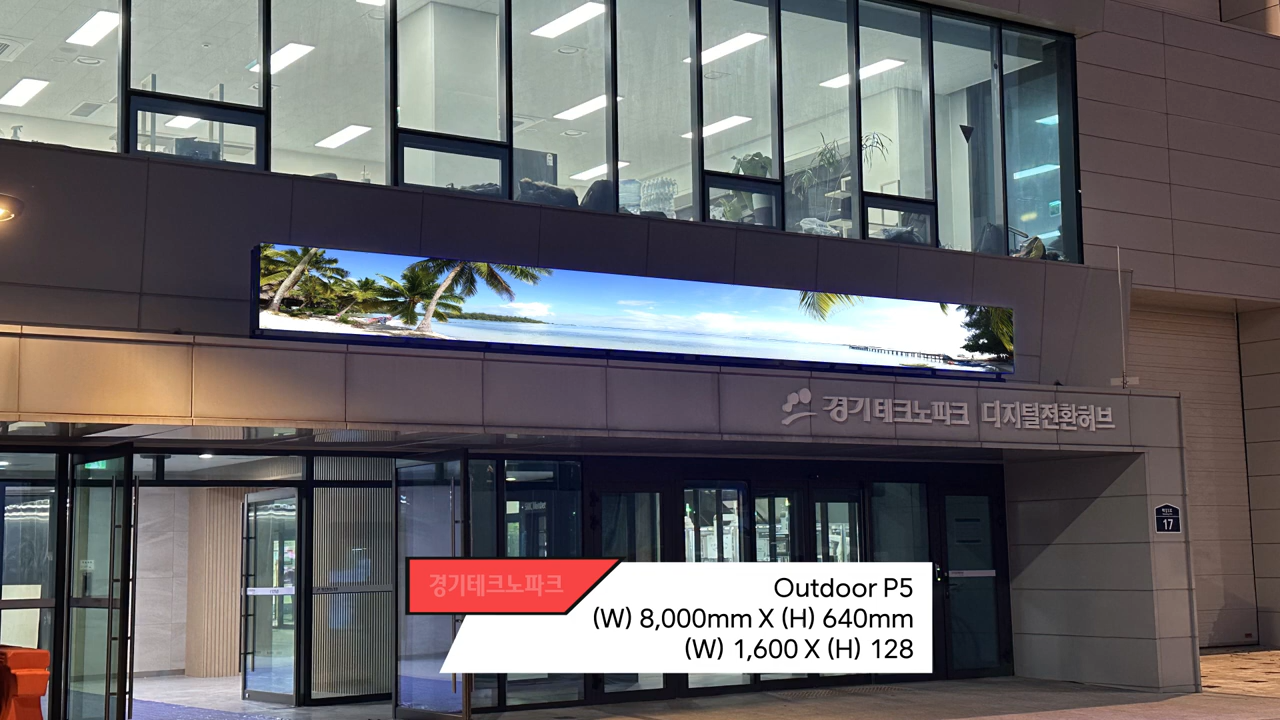 경기테크노파크 디지털전환허브
17
경기테크노파크
Outdoor P5
(W) 8,000mm X (H) 640mm
(W) 1,600 X (H) 128